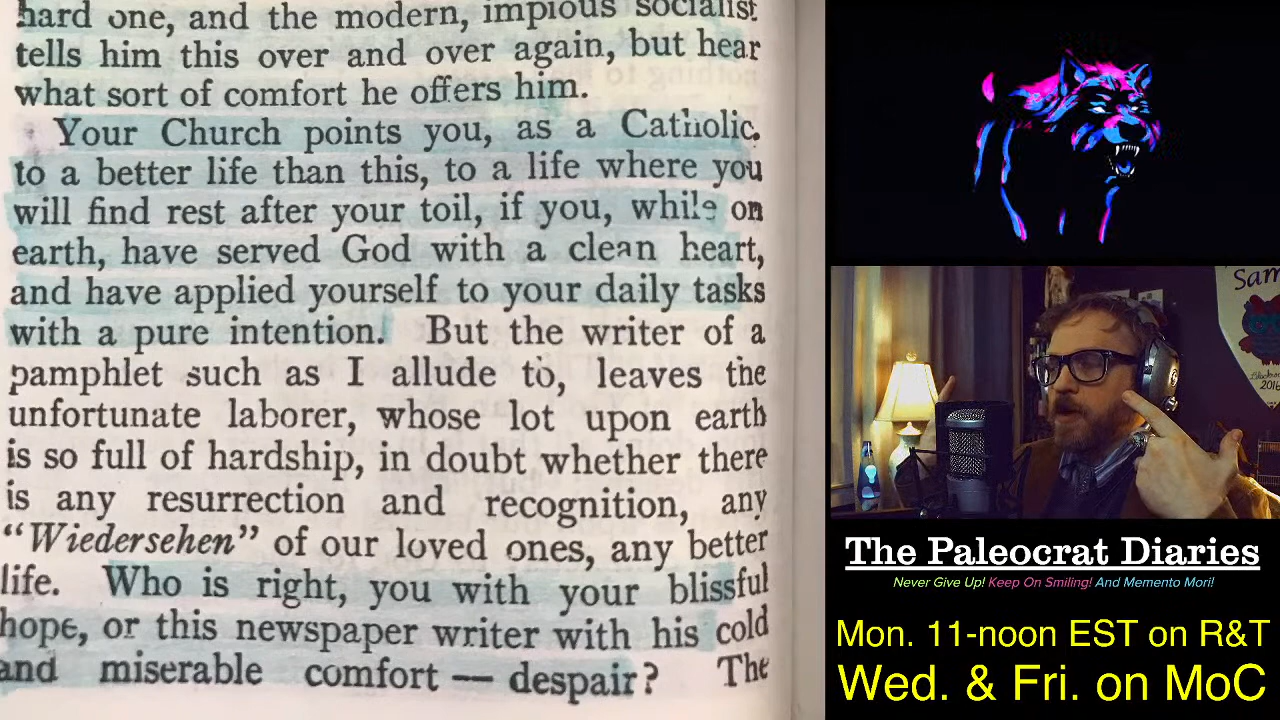 hard one, and the modern, impious socialist
tells him this over and over again, but hear
what sort of comfort he offers him.
Your Church points you, as a Catholic,
to a better life than this, to a life where you
will find rest after your toil, if you, while on
earth, have served God with a clean heart,
and have applied yourself to your daily tasks
with a pure intention. But the writer of a
pamphlet such as I allude to, leaves the
unfortunate laborer, whose lot upon earth
is so full of hardship, in doubt whether there
is any resurrection and recognition, any
“Wiedersehen” of our loved ones, any better
life. Who is right, you with your blissful
hope, or this newspaper writer with his cold
and miserable comfort — despair? The
Sam
2016
The Paleocrat Diaries
Never Give Up! Keep On Smiling! And Memento Mori!
Mon. 11-noon EST on R&T
Wed. & Fri. on MoC